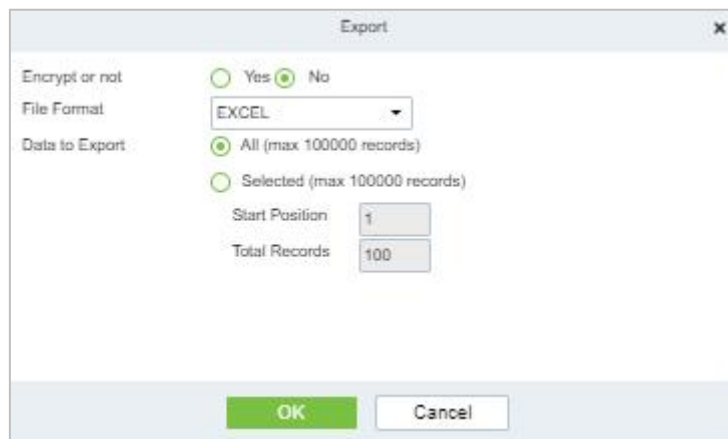 Export
Encrypt or not Yes No
File Format EXCEL
Data to Export All (max 100000 records)
Selected (max 100000 records)
Start Position 1
Total Records 100
OK Cancel